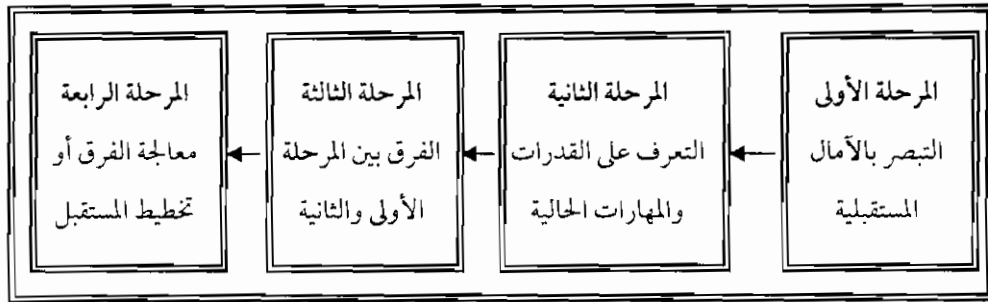 المرحلة الأولى
التبصر بالآمال
المستقبلية
المرحلة الثانية
التعرف على القدرات
والمهارات الحالية
المرحلة الثالثة
الفرق بين المرحلة
الأولى والثانية
المرحلة الرابعة
معالجة الفرق أو
تخطيط المستقبل